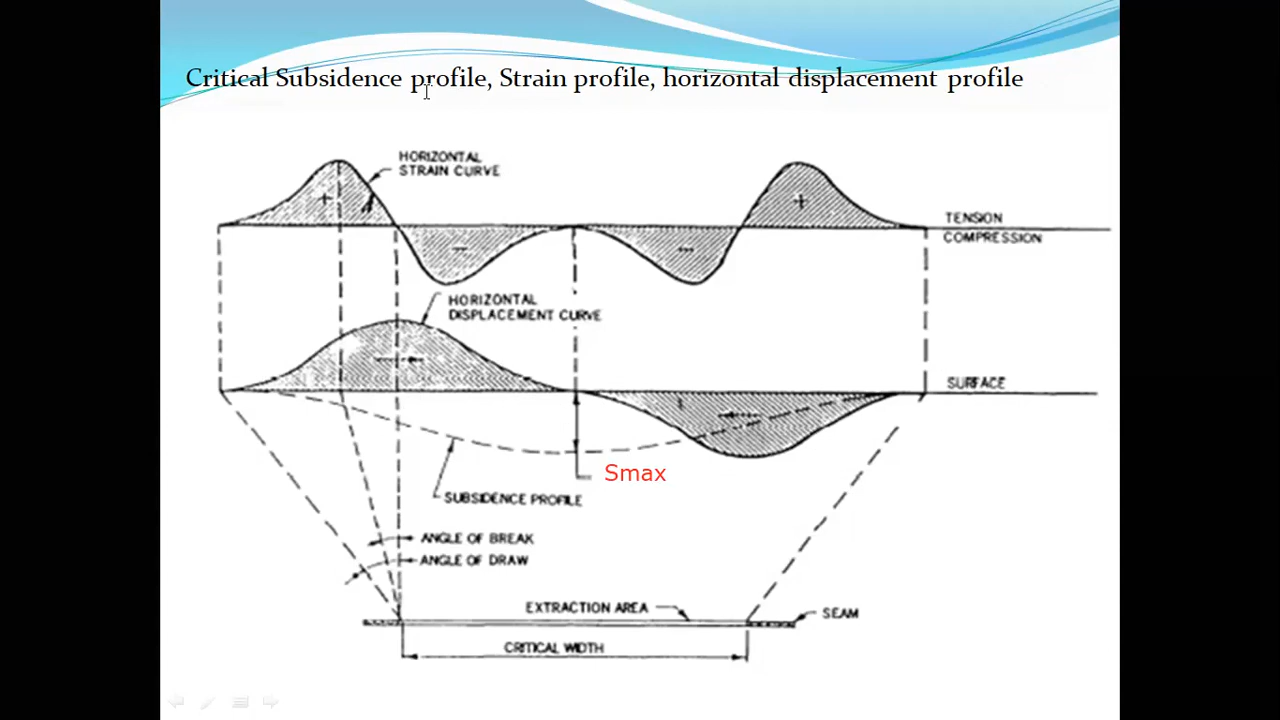 Critical Subsidence profile, Strain profile, horizontal displacement profile
HORIZONTAL
STRAIN CURVE
+
+
TENSION
COMPRESSION
−
−
HORIZONTAL
DISPLACEMENT CURVE
SURFACE
Smax
SUBSIDENCE PROFILE
ANGLE OF BREAK
ANGLE OF DRAW
EXTRACTION AREA
SEAM
CRITICAL WIDTH